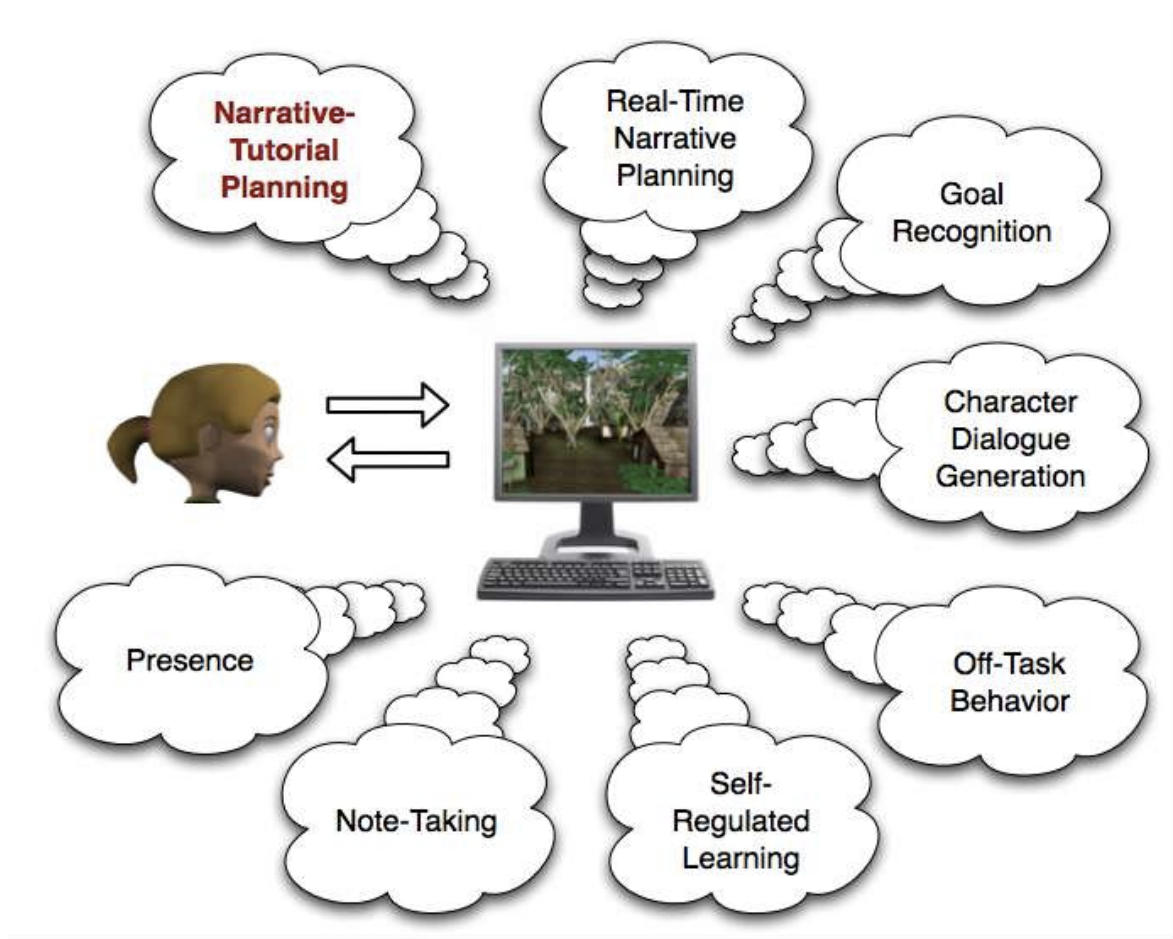 Narrative-
Tutorial
Planning
Real-Time
Narrative
Planning
Goal
Recognition
Character
Dialogue
Generation
Presence
Off-Task
Behavior
Note-Taking
Self-
Regulated
Learning